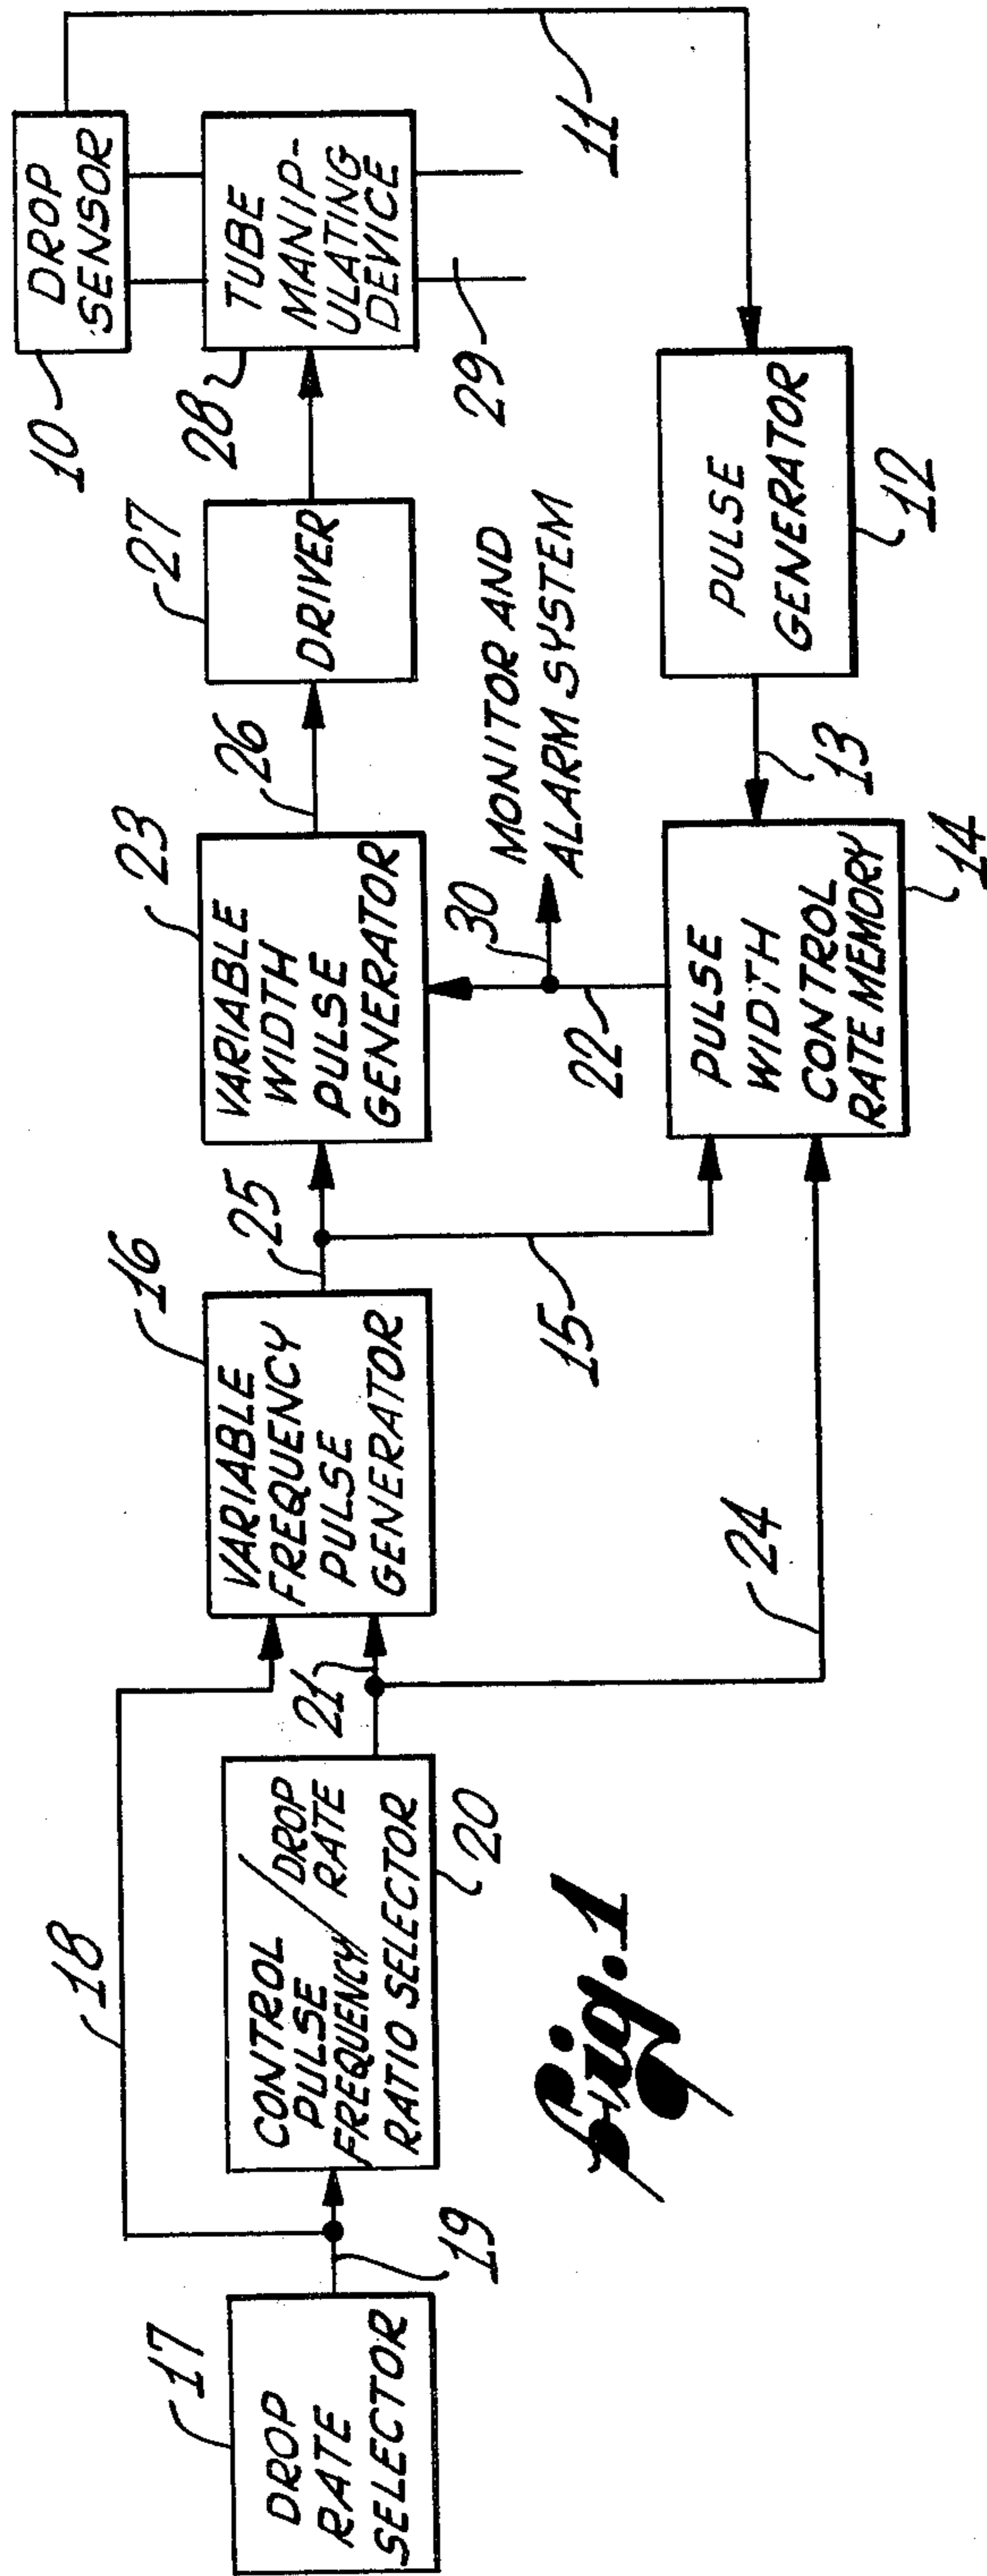 17
DROP
RATE
SELECTOR
19
18
CONTROL
PULSE
FREQUENCY/
DROP
RATE
RATIO SELECTOR
20
21
24
16
VARIABLE
FREQUENCY
PULSE
GENERATOR
25
15
23
VARIABLE
WIDTH
PULSE
GENERATOR
26
22
30
MONITOR AND
ALARM SYSTEM
27
DRIVER
28
TUBE
MANIP-
ULATING
DEVICE
29
10
DROP
SENSOR
11
PULSE
GENERATOR
12
13
PULSE
WIDTH
CONTROL
RATE MEMORY
14
Fig. 1